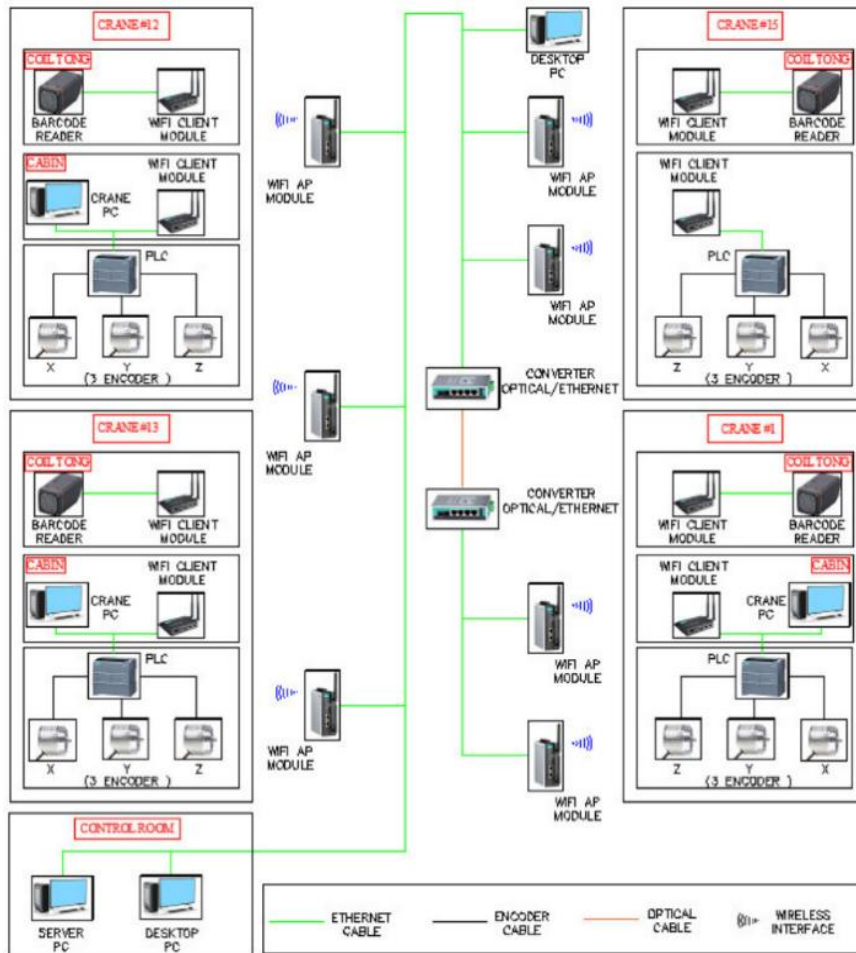 CRANE#12
COIL TONG
BARCODE
READER
WIFI CLIENT
MODULE
CABIN
WIFI CLIENT
MODULE
CRANE
PC
PLC
X
Y
Z
(3 ENCODER )
CRANE#13
COIL TONG
BARCODE
READER
WIFI CLIENT
MODULE
CABIN
WIFI CLIENT
MODULE
CRANE
PC
PLC
X
Y
Z
(3 ENCODER )
CONTROL ROOM
SERVER
PC
DESKTOP
PC
WIFI AP
MODULE
WIFI AP
MODULE
WIFI AP
MODULE
DESKTOP
PC
WIFI AP
MODULE
WIFI AP
MODULE
CONVERTER
OPTICAL/ETHERNET
CONVERTER
OPTICAL/ETHERNET
WIFI AP
MODULE
WIFI AP
MODULE
CRANE#15
COIL TONG
WIFI CLIENT
MODULE
BARCODE
READER
WIFI CLIENT
MODULE
PLC
Z
Y
X
(3 ENCODER )
CRANE#1
COIL TONG
WIFI CLIENT
MODULE
BARCODE
READER
WIFI CLIENT
MODULE
CABIN
CRANE
PC
PLC
Z
Y
X
(3 ENCODER )
ETHERNET
CABLE
ENCODER
CABLE
OPTICAL
CABLE
WIRELESS
INTERFACE